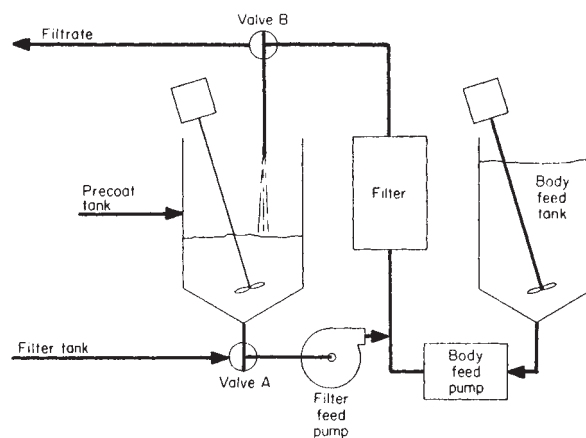 Valve B
Filtrate
Precoat
tank
Filter
Body
feed
tank
Filter tank
Valve A
Filter
feed
pump
Body
feed
pump